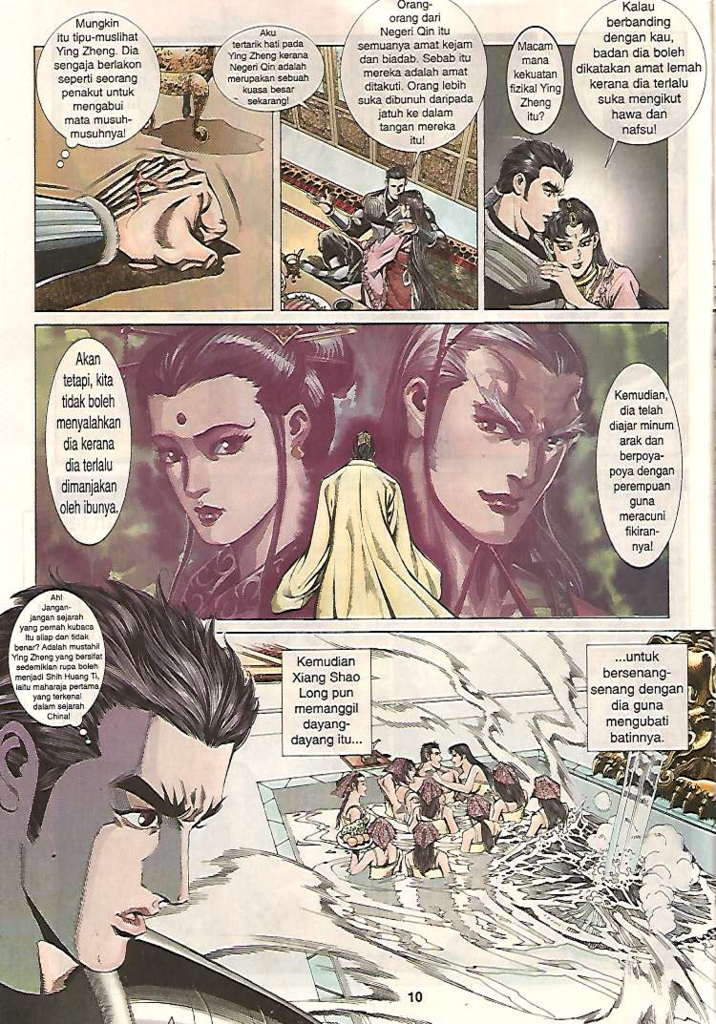 Mungkin
itu tipu-muslihat
Ying Zheng. Dia
sengaja berlakon
seperti seorang
penakut untuk
mengabui
mata musuh-
musuhnya!
Aku
tertarik hati pada
Ying Zheng kerana
Negeri Qin adalah
merupakan sebuah
kuasa besar
sekarang!
Orang-
orang dari
Negeri Qin itu
semuanya amat kejam
dan biadab. Sebab itu
mereka adalah amat
ditakuti. Orang lebih
suka dibunuh daripada
jatuh ke dalam
tangan mereka
itu!
Macam
mana
kekuatan
fizikal Ying
Zheng
itu?
Kalau
berbanding
dengan kau,
badan dia boleh
dikatakan amat lemah
kerana dia terlalu
suka mengikut
hawa dan
nafsu!
Akan
tetapi, kita
tidak boleh
menyalahkan
dia kerana
dia terlalu
dimanjakan
oleh ibunya.
Kemudian,
dia telah
diajar minum
arak dan
berpoya-
poya dengan
perempuan
guna
meracuni
fikiran-
nya!
Ah!
Jangan-
jangan sejarah
yang pernah kubaca
itu silap dan tidak
benar? Adalah mustahil
Ying Zheng yang bersifat
sedemikian rupa boleh
menjadi Shih Huang Ti,
iaitu maharaja pertama
yang terkenal
dalam sejarah
China!
Kemudian
Xiang Shao
Long pun
memanggil
dayang-
dayang itu...
...untuk
bersenang-
senang dengan
dia guna
mengubati
batinnya.
10